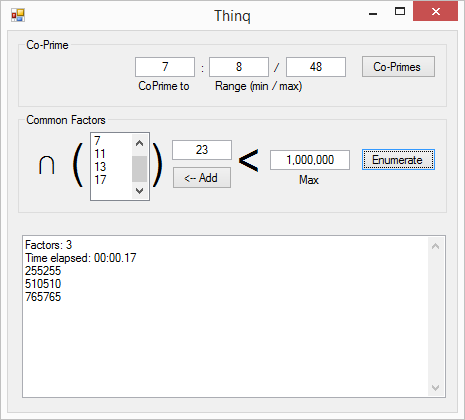 Thinq
Co-Prime
7 : 8 / 48 Co-Primes
CoPrime to Range (min / max)
Common Factors
∩ ( 7
11
13
17 ) 23 < 1,000,000 Enumerate
<-- Add Max
Factors: 3
Time elapsed: 00:00.17
255255
510510
765765